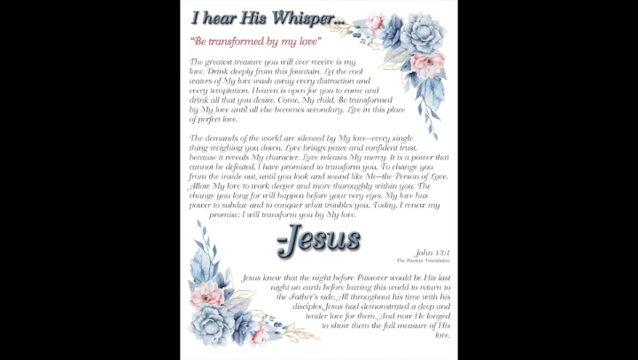 I hear His Whisper...
"Be transformed by my love"
The greatest treasure you will ever receive is my
love. Drink deeply from this fountain. Let the cool
waters of My love wash away every distraction and
every temptation. Heaven is open for you to come and
drink all that you desire. Come, My child. Be transformed
by My love until all else becomes secondary. Live in this place
of perfect love.
The demands of the world are silenced by My love—every single
thing weighing you down. Love brings peace and confident trust,
because it reveals My character. Love releases My mercy. It is a power that
cannot be defeated. I have promised to transform you. To change you
from the inside out, until you look and sound like Me—the Person of Love.
Allow My love to work deeper and more thoroughly within you. The
change you long for will happen before your very eyes. My love has
power to subdue and to conquer what troubles you. Today, I renew my
promise: I will transform you by My love.
-Jesus
John 13:1
The Passion Translation
Jesus knew that the night before Passover would be His last
night on earth before leaving this world to return to
the Father's side. All throughout his time with his
disciples, Jesus had demonstrated a deep and
tender love for them. And now He longed
to show them the full measure of His
love.